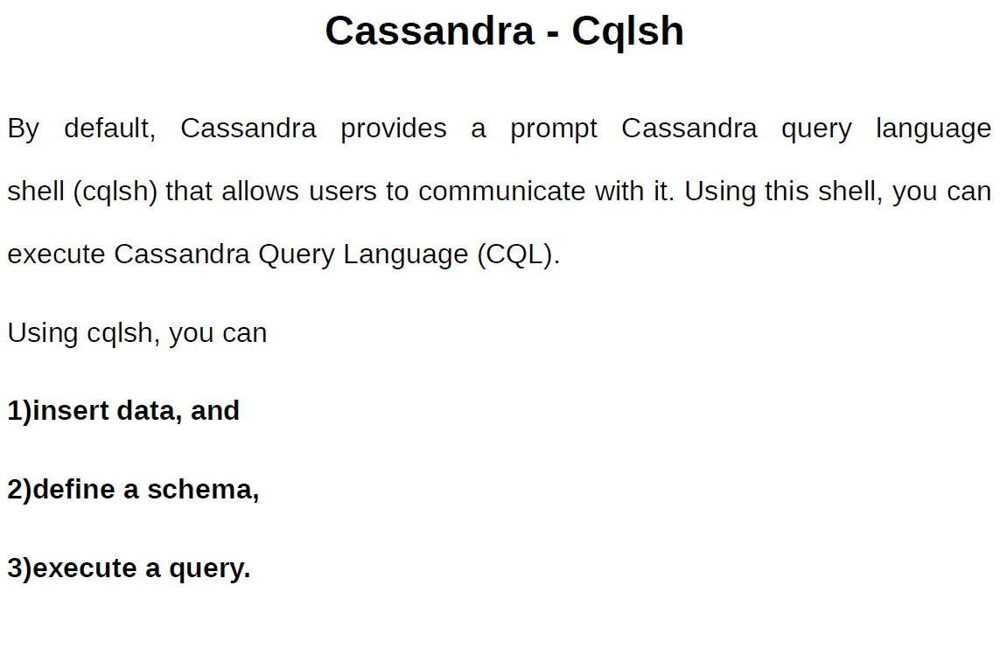 Cassandra - Cqlsh
By default, Cassandra provides a prompt Cassandra query language
shell (cqlsh) that allows users to communicate with it. Using this shell, you can
execute Cassandra Query Language (CQL).
Using cqlsh, you can
1)insert data, and
2)define a schema,
3)execute a query.